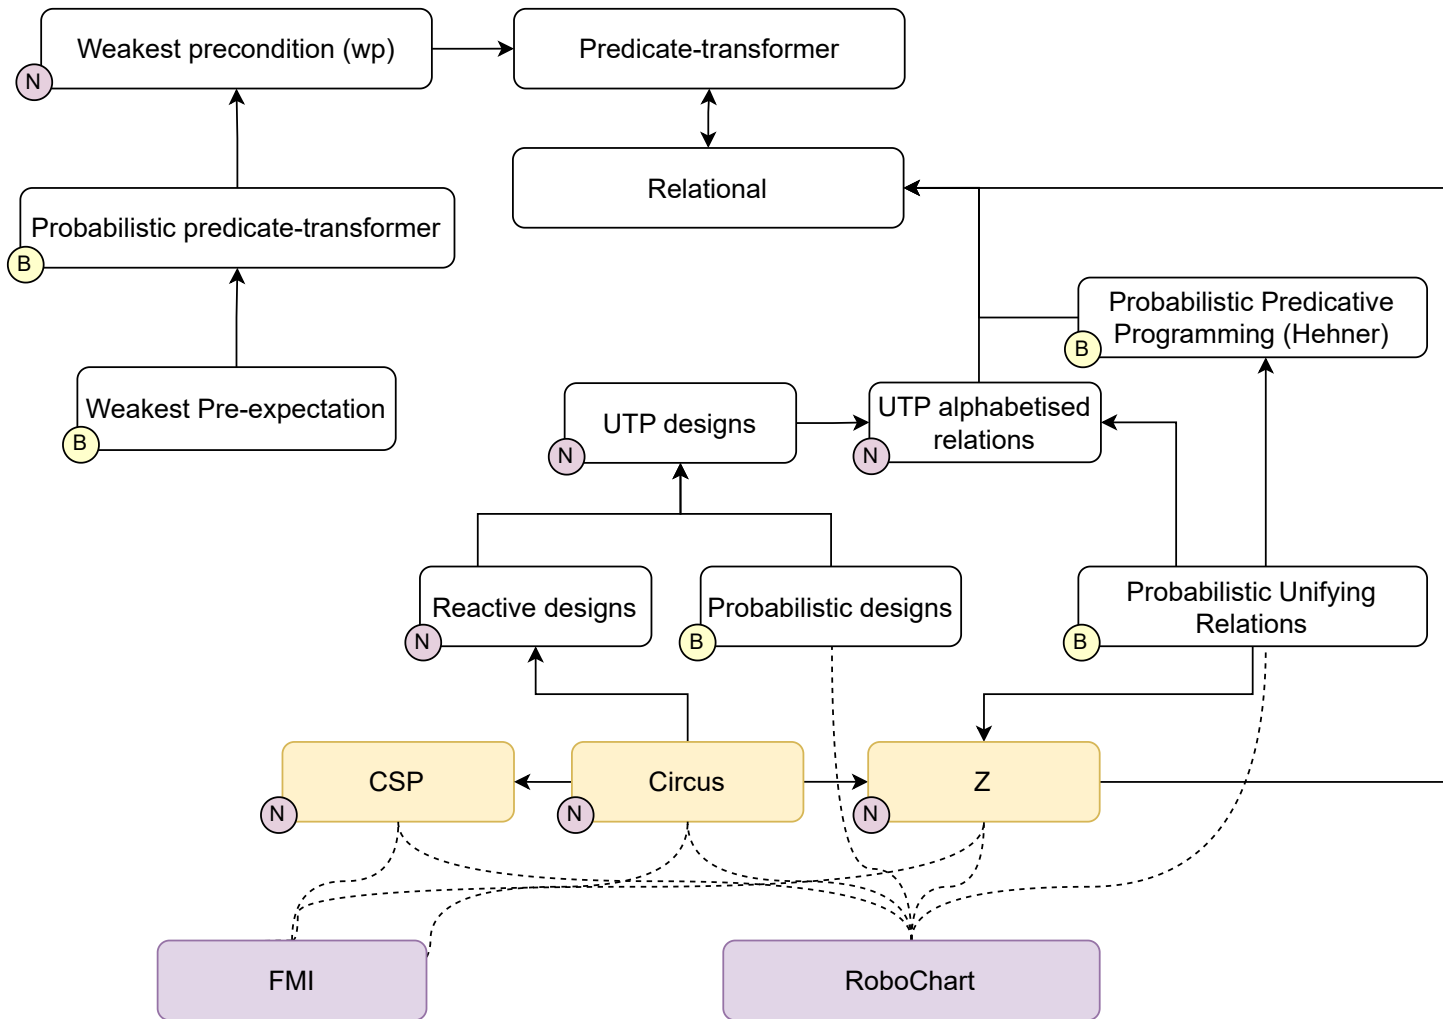 Weakest precondition (wp)
N
Predicate-transformer
Relational
Probabilistic predicate-transformer
B
Probabilistic Predicative
Programming (Hehner)
B
Weakest Pre-expectation
B
UTP designs
N
UTP alphabetised
relations
N
Reactive designs
N
Probabilistic designs
B
Probabilistic Unifying
Relations
B
CSP
N
Circus
N
Z
N
FMI
RoboChart